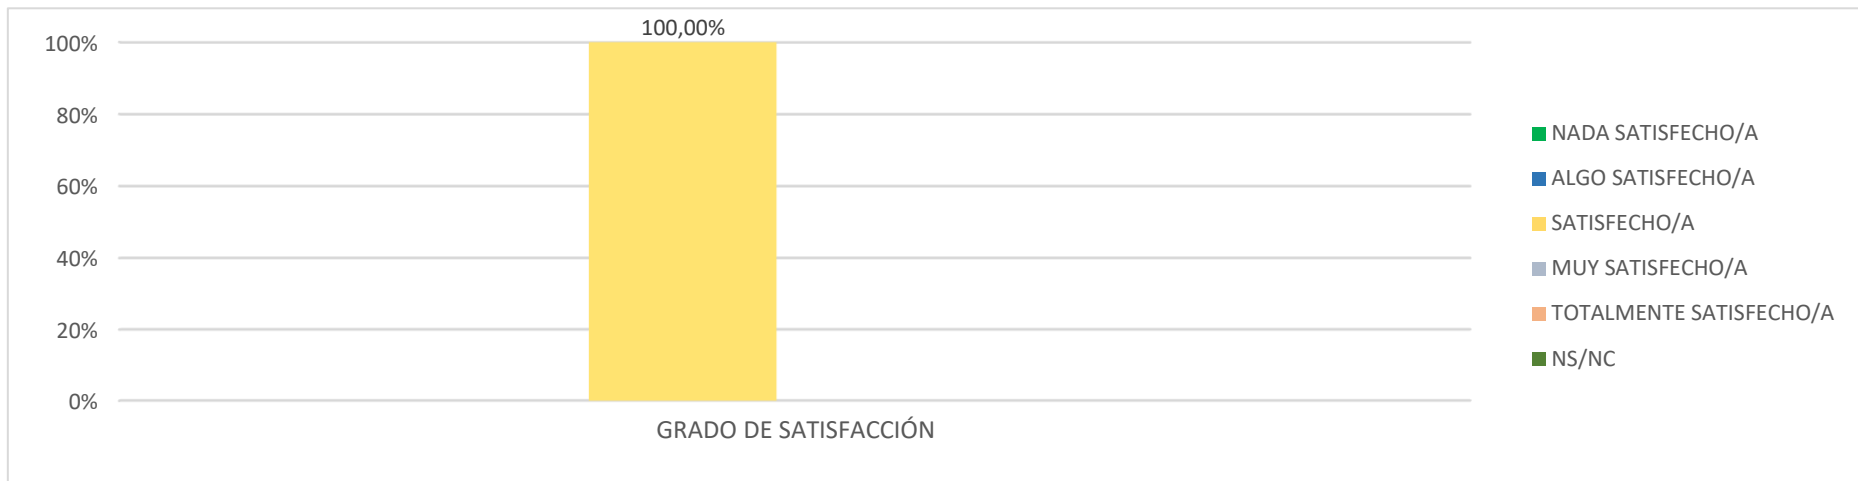 100,00%
100%
80%
60%
40%
20%
0%
GRADO DE SATISFACCIÓN
NADA SATISFECHO/A
ALGO SATISFECHO/A
SATISFECHO/A
MUY SATISFECHO/A
TOTALMENTE SATISFECHO/A
NS/NC